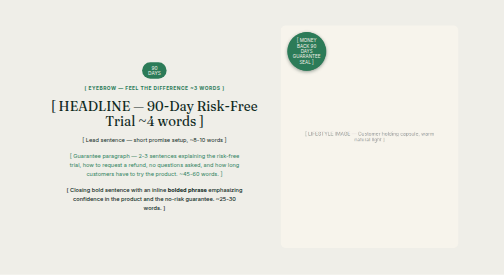 90
DAYS
[ EYEBROW — FEEL THE DIFFERENCE ~3 WORDS ]
[ HEADLINE — 90-Day Risk-Free
Trial ~4 words ]
[ Lead sentence — short promise setup, ~8-10 words ]
[ Guarantee paragraph — 2-3 sentences explaining the risk-free
trial, how to request a refund, no questions asked, and how long
customers have to try the product. ~45-60 words. ]
[ Closing bold sentence with an inline bolded phrase emphasizing
confidence in the product and the no-risk guarantee. ~25-30
words. ]
[ MONEY
BACK 90
DAYS
GUARANTEE
SEAL ]
[ LIFESTYLE IMAGE — Customer holding capsule, warm
natural light ]